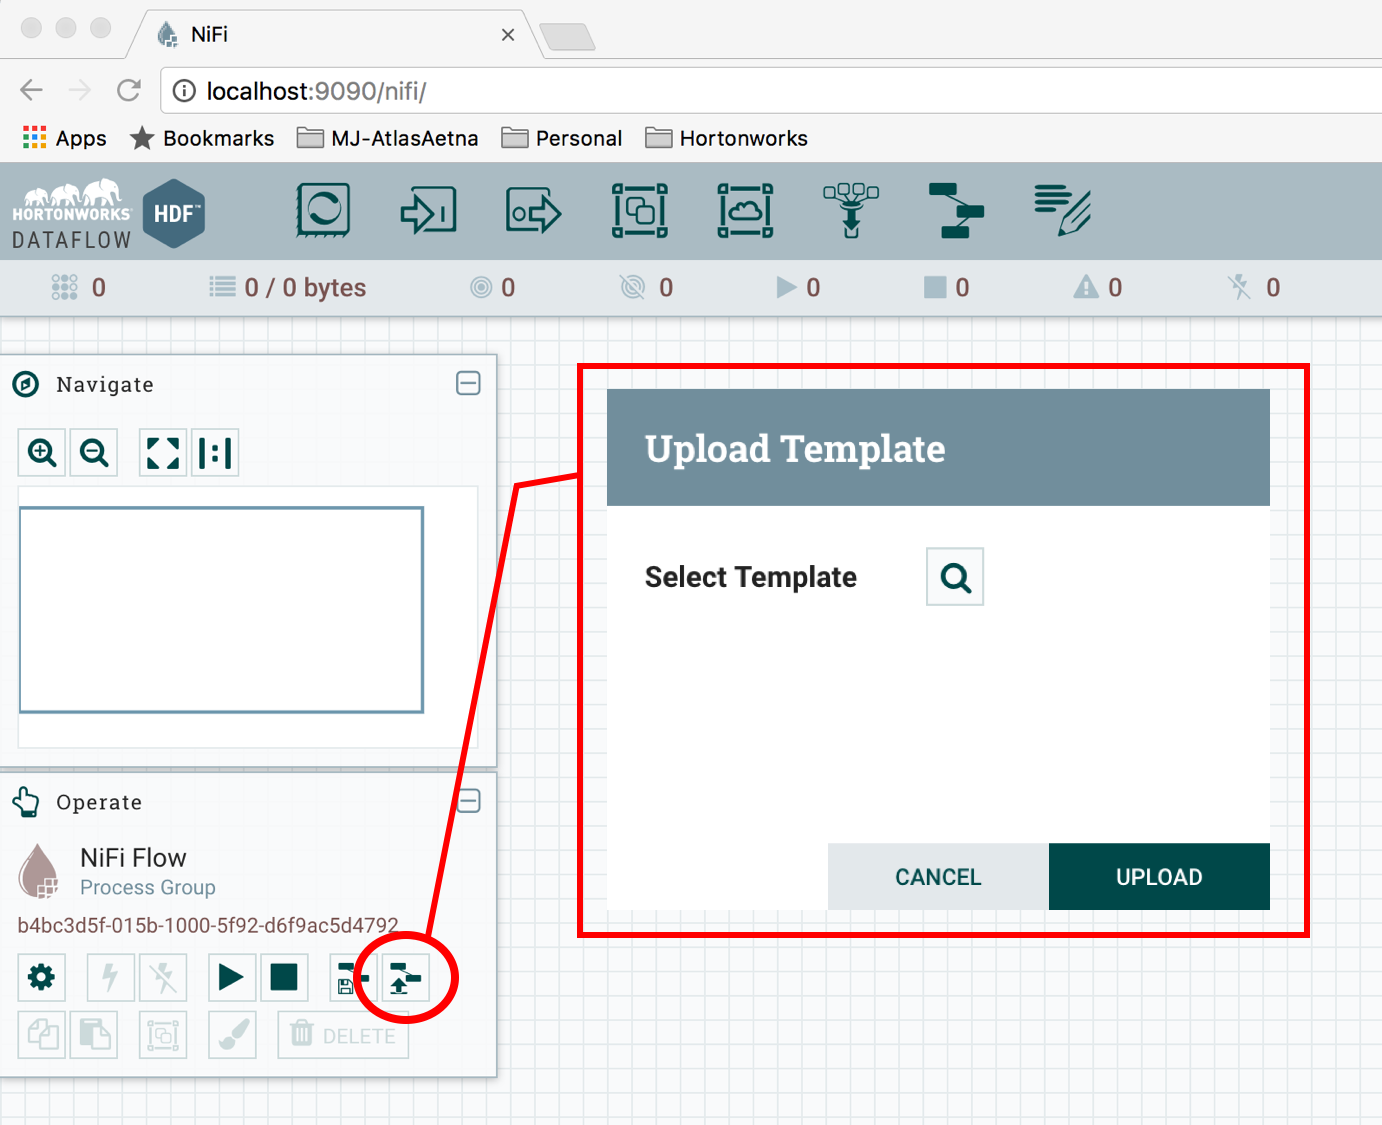 NiFi
localhost:9090/nifi/
Apps Bookmarks MJ-AtlasAetna Personal Hortonworks
HORTONWORKS
DATAFLOW
HDF™
0 0 / 0 bytes 0 0 0 0 0 0
Navigate
Operate
NiFi Flow
Process Group
b4bc3d5f-015b-1000-5f92-d6f9ac5d4792
DELETE
Upload Template
Select Template
CANCEL UPLOAD